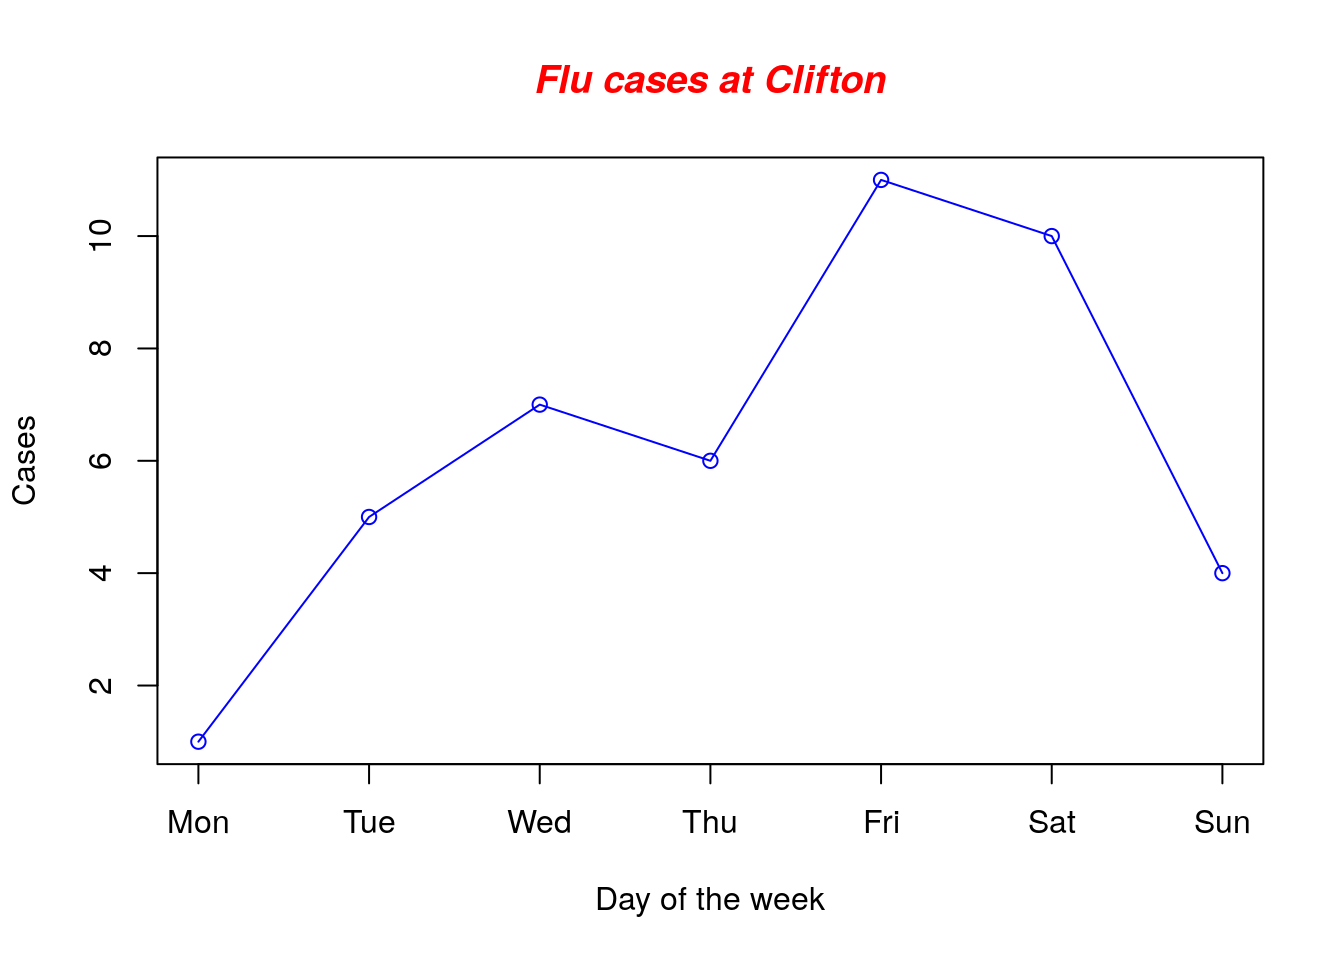 Flu cases at Clifton
10
8
6
4
2
Cases
Mon Tue Wed Thu Fri Sat Sun
Day of the week